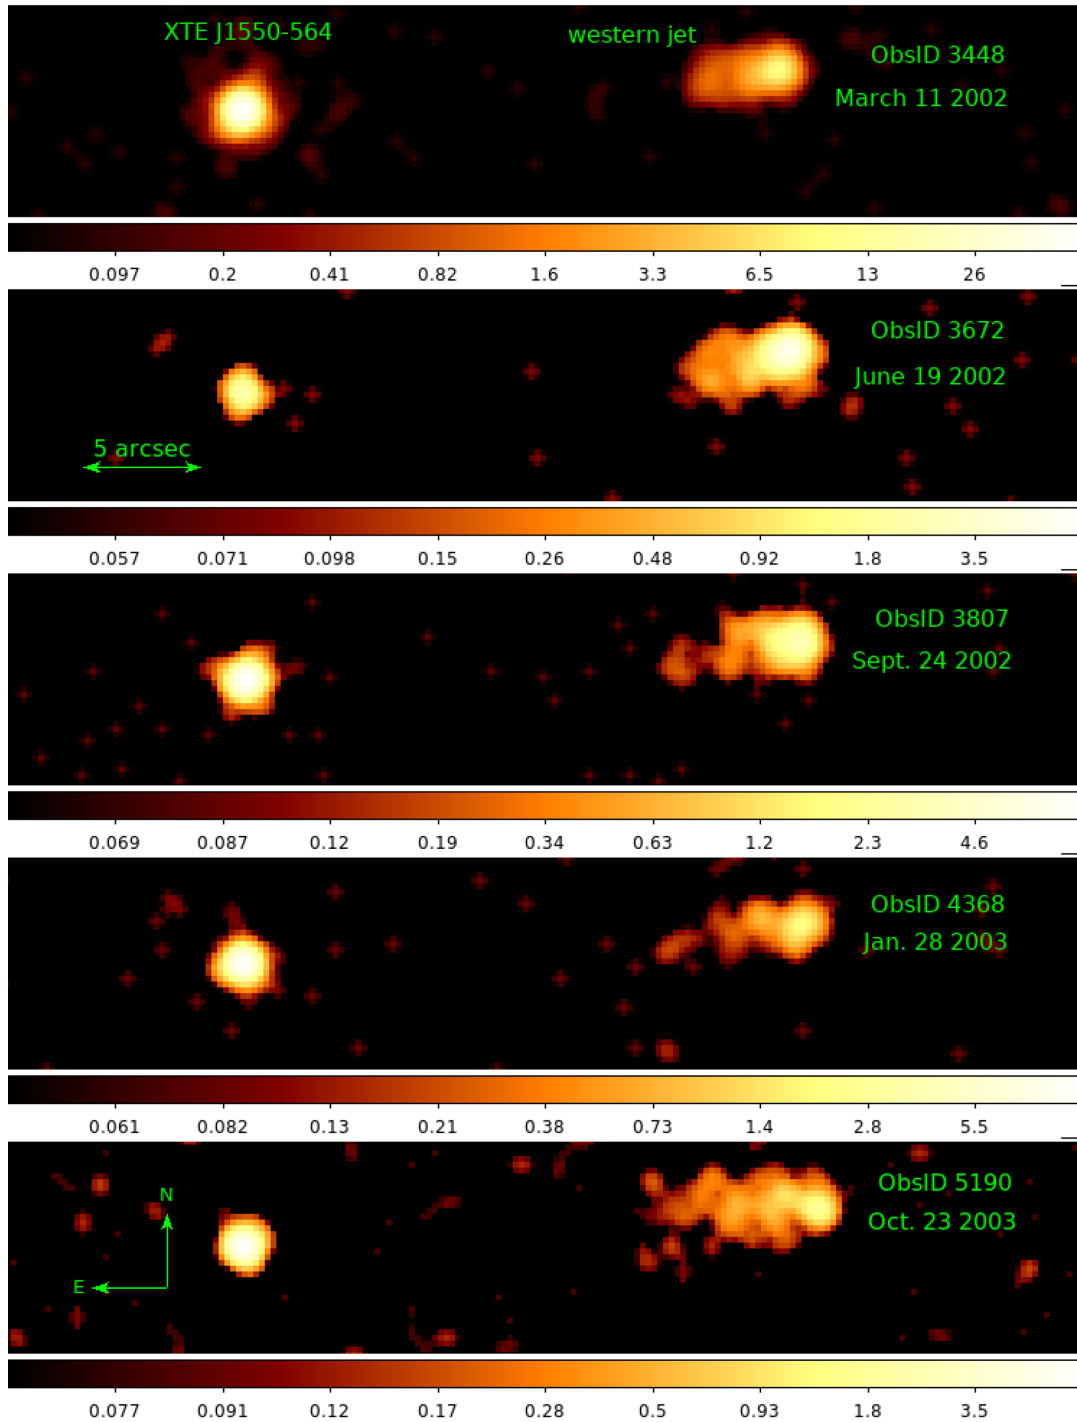 XTE J1550-564
western jet
ObsID 3448
March 11 2002
0.097 0.2 0.41 0.82 1.6 3.3 6.5 13 26
ObsID 3672
June 19 2002
5 arcsec
0.057 0.071 0.098 0.15 0.26 0.48 0.92 1.8 3.5
ObsID 3807
Sept. 24 2002
0.069 0.087 0.12 0.19 0.34 0.63 1.2 2.3 4.6
ObsID 4368
Jan. 28 2003
0.061 0.082 0.13 0.21 0.38 0.73 1.4 2.8 5.5
ObsID 5190
N
Oct. 23 2003
E
0.077 0.091 0.12 0.17 0.28 0.5 0.93 1.8 3.5